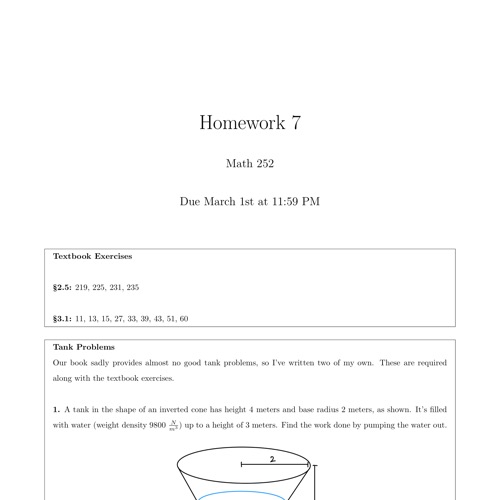 Homework 7
Math 252
Due March 1st at 11:59 PM
Textbook Exercises
§2.5: 219, 225, 231, 235
§3.1: 11, 13, 15, 27, 33, 39, 43, 51, 60
Tank Problems
Our book sadly provides almost no good tank problems, so I've written two of my own. These are required
along with the textbook exercises.
1. A tank in the shape of an inverted cone has height 4 meters and base radius 2 meters, as shown. It's filled
with water (weight density 9800 N/m³) up to a height of 3 meters. Find the work done by pumping the water out.
2